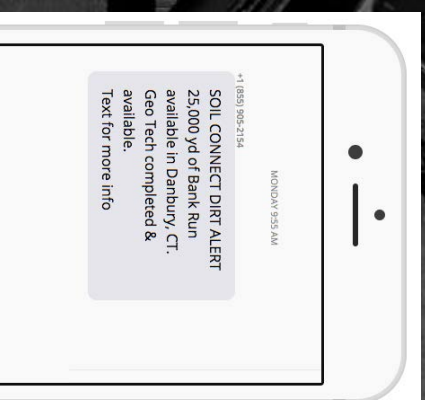 MONDAY 9:55 AM
+1 (855) 905-2154
SOIL CONNECT DIRT ALERT
25,000 yd of Bank Run
available in Danbury, CT.
Geo Tech completed &
available.
Text for more info